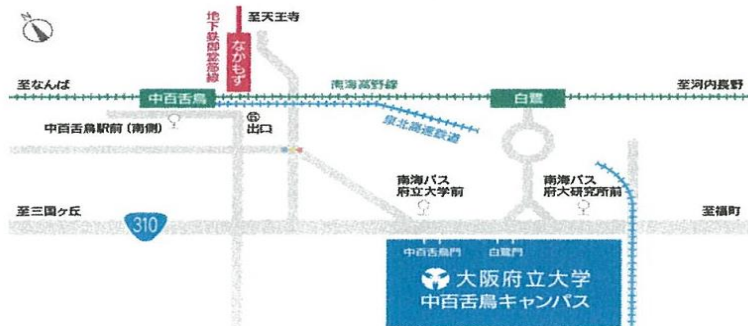 至天王寺
地下鉄御堂筋線
なかもず
至なんば
中百舌鳥
南海高野線
白鷺
至河内長野
中百舌鳥駅前（南側）
⑥
出口
泉北高速鉄道
南海バス
府立大学前
南海バス
府大研究所前
至三国ヶ丘
310
至福町
中百舌鳥門
白鷺門
大阪府立大学
中百舌鳥キャンパス